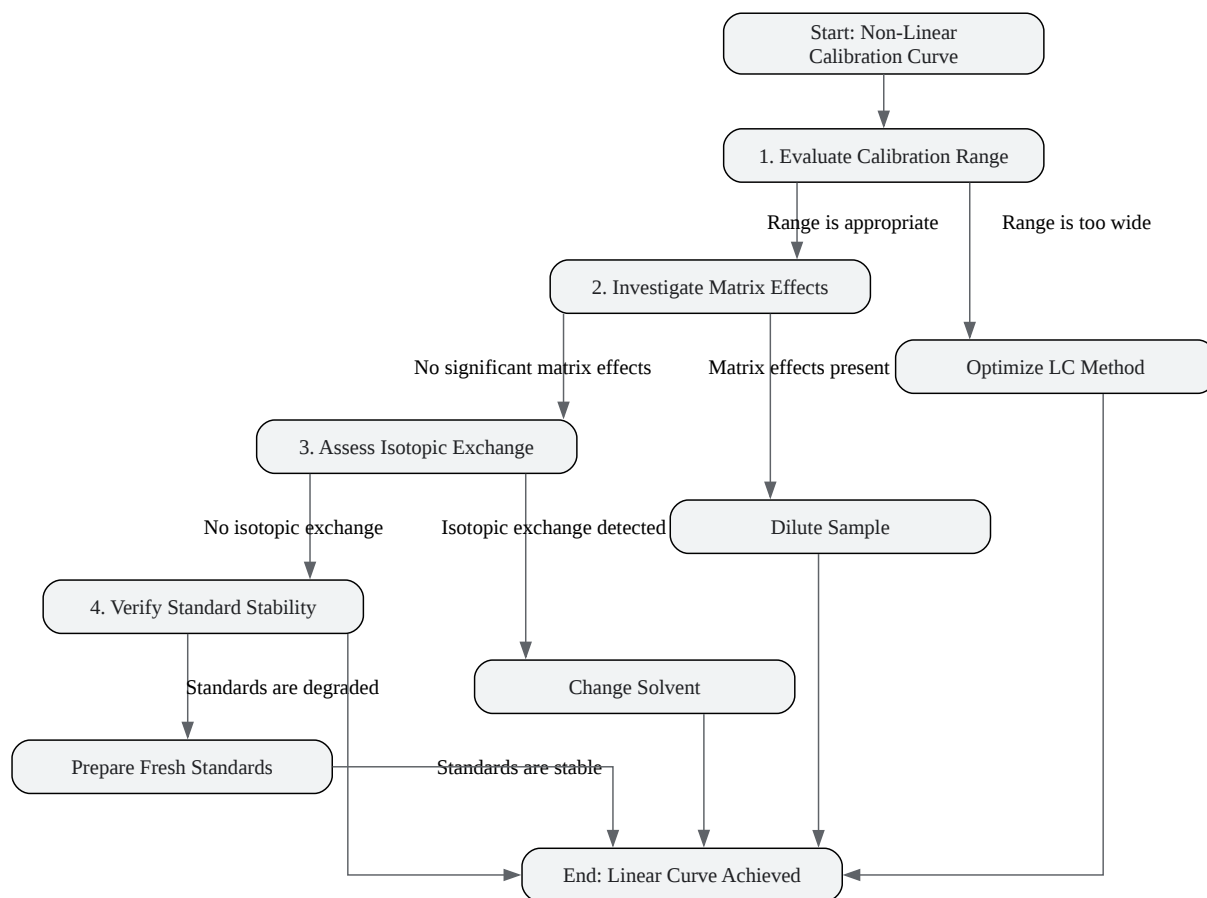 Start: Non-Linear
Calibration Curve
1. Evaluate Calibration Range
Range is appropriate
Range is too wide
2. Investigate Matrix Effects
No significant matrix effects
Matrix effects present
Optimize LC Method
3. Assess Isotopic Exchange
No isotopic exchange
Isotopic exchange detected
Dilute Sample
4. Verify Standard Stability
Standards are degraded
Change Solvent
Prepare Fresh Standards
Standards are stable
End: Linear Curve Achieved